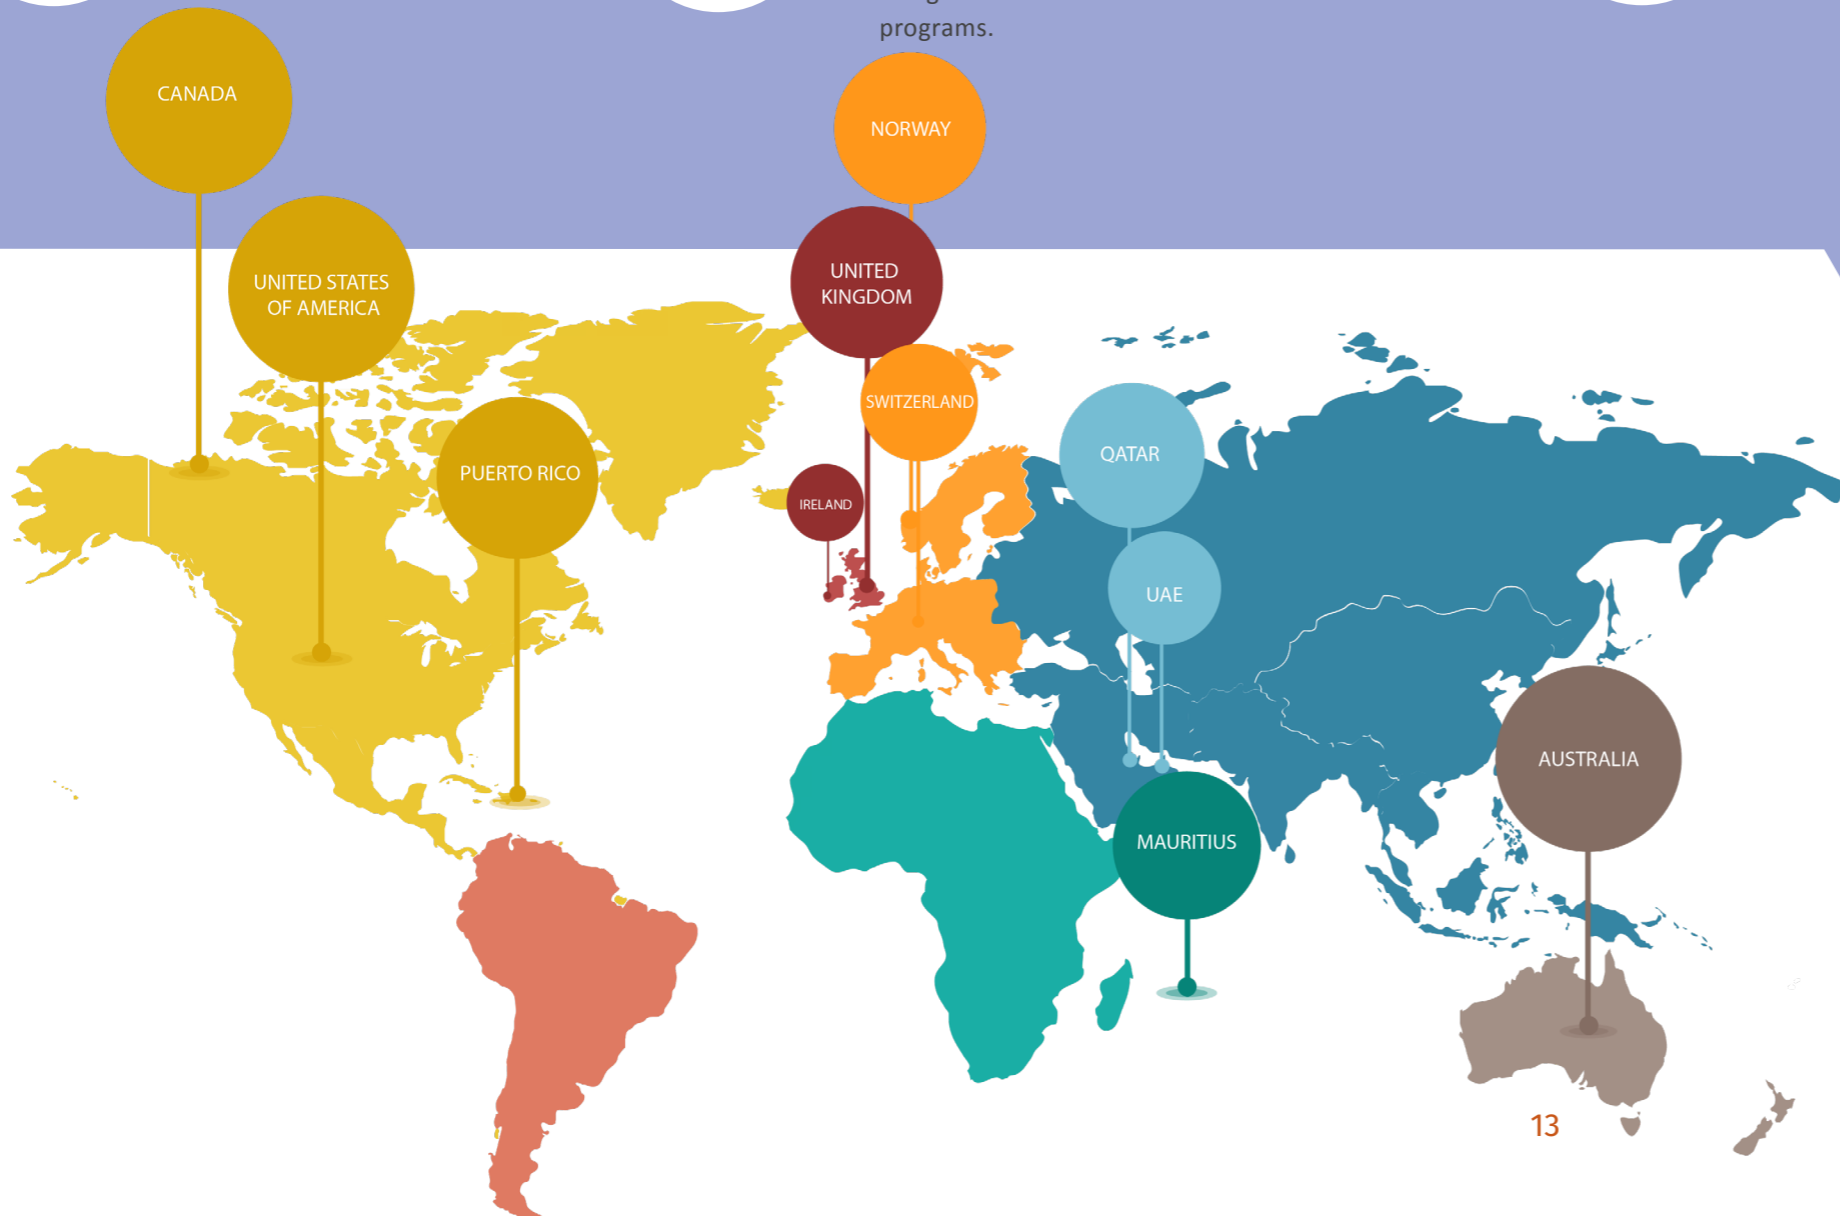 programs.
CANADA
NORWAY
UNITED STATES
OF AMERICA
UNITED
KINGDOM
SWITZERLAND
PUERTO RICO
QATAR
IRELAND
UAE
AUSTRALIA
MAURITIUS
13